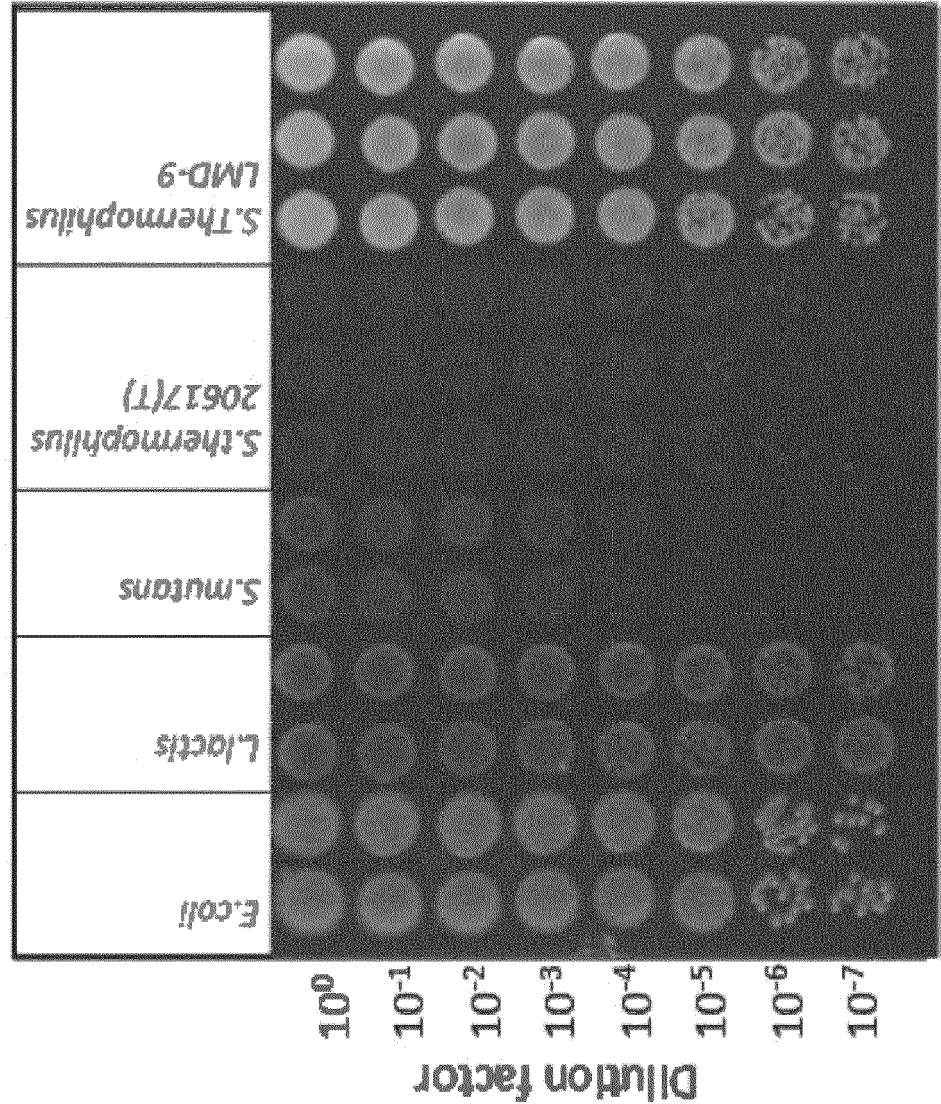 S.Thermophilus
LMD-9
S.thermophilus
20617(T)
S.mutans
L.lactis
E.coli
10⁰
10⁻¹
10⁻²
10⁻³
10⁻⁴
10⁻⁵
10⁻⁶
10⁻⁷
Dilution factor